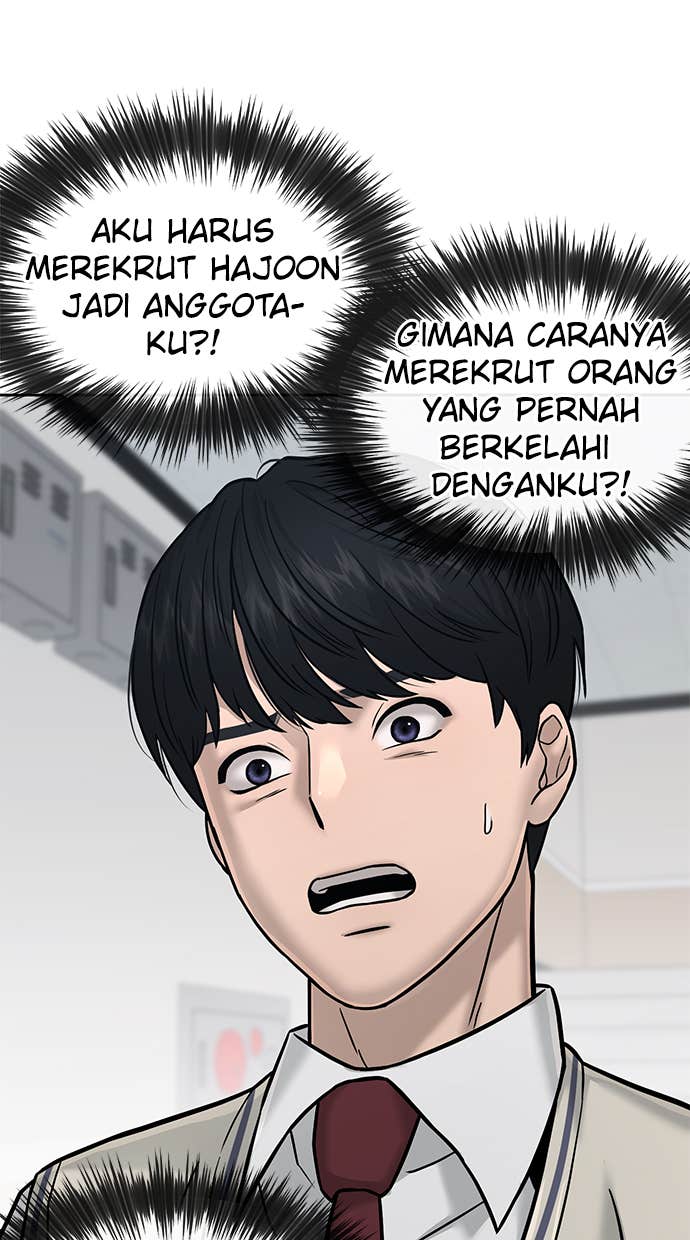 AKU HARUS
MEREKRUT HAJOON
JADI ANGGOTA-
KU?!
GIMANA CARANYA
MEREKRUT ORANG
YANG PERNAH
BERKELAHI
DENGANKU?!